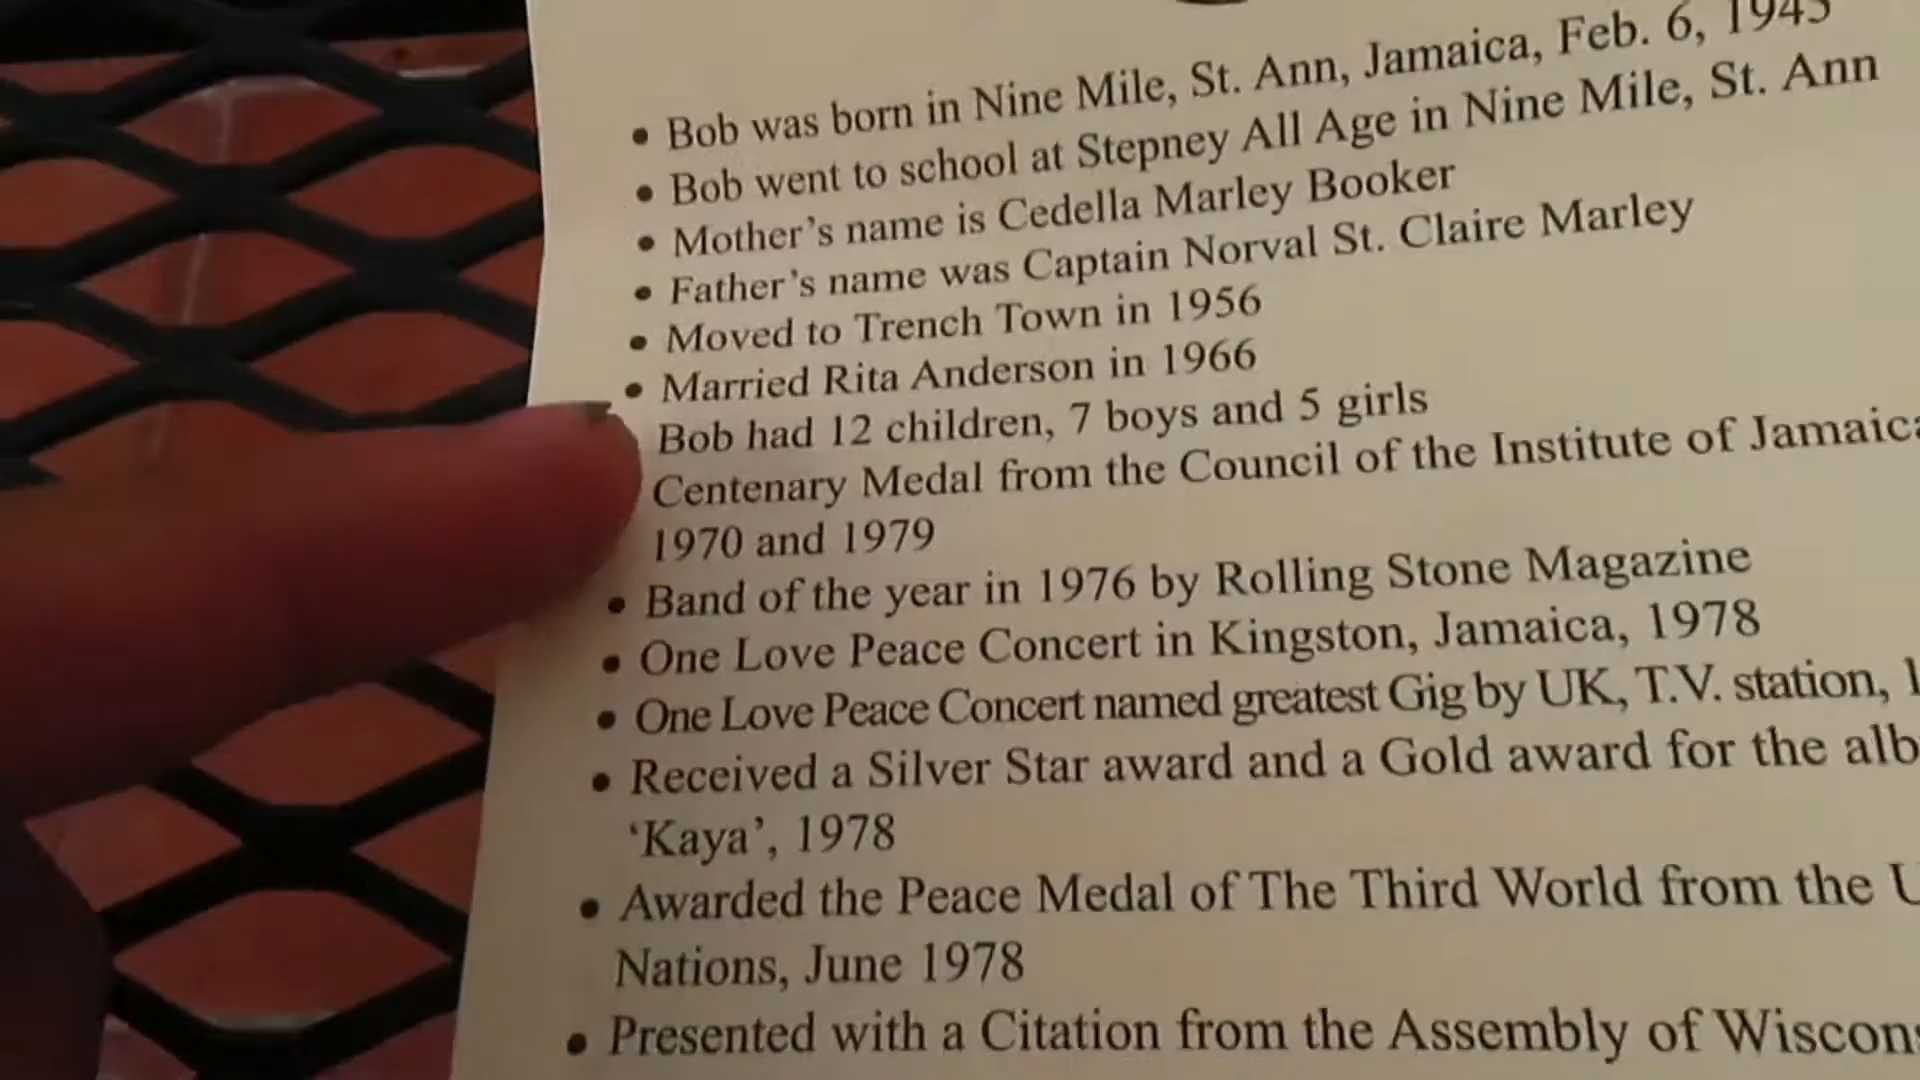 • Bob was born in Nine Mile, St. Ann, Jamaica, Feb. 6, 1945
• Bob went to school at Stepney All Age in Nine Mile, St. Ann
• Mother’s name is Cedella Marley Booker
• Father’s name was Captain Norval St. Claire Marley
• Moved to Trench Town in 1956
• Married Rita Anderson in 1966
Bob had 12 children, 7 boys and 5 girls
Centenary Medal from the Council of the Institute of Jamaica
1970 and 1979
• Band of the year in 1976 by Rolling Stone Magazine
• One Love Peace Concert in Kingston, Jamaica, 1978
• One Love Peace Concert named greatest Gig by UK, T.V. station,
• Received a Silver Star award and a Gold award for the
‘Kaya’, 1978
• Awarded the Peace Medal of The Third World from the
Nations, June 1978
• Presented with a Citation from the Assembly of